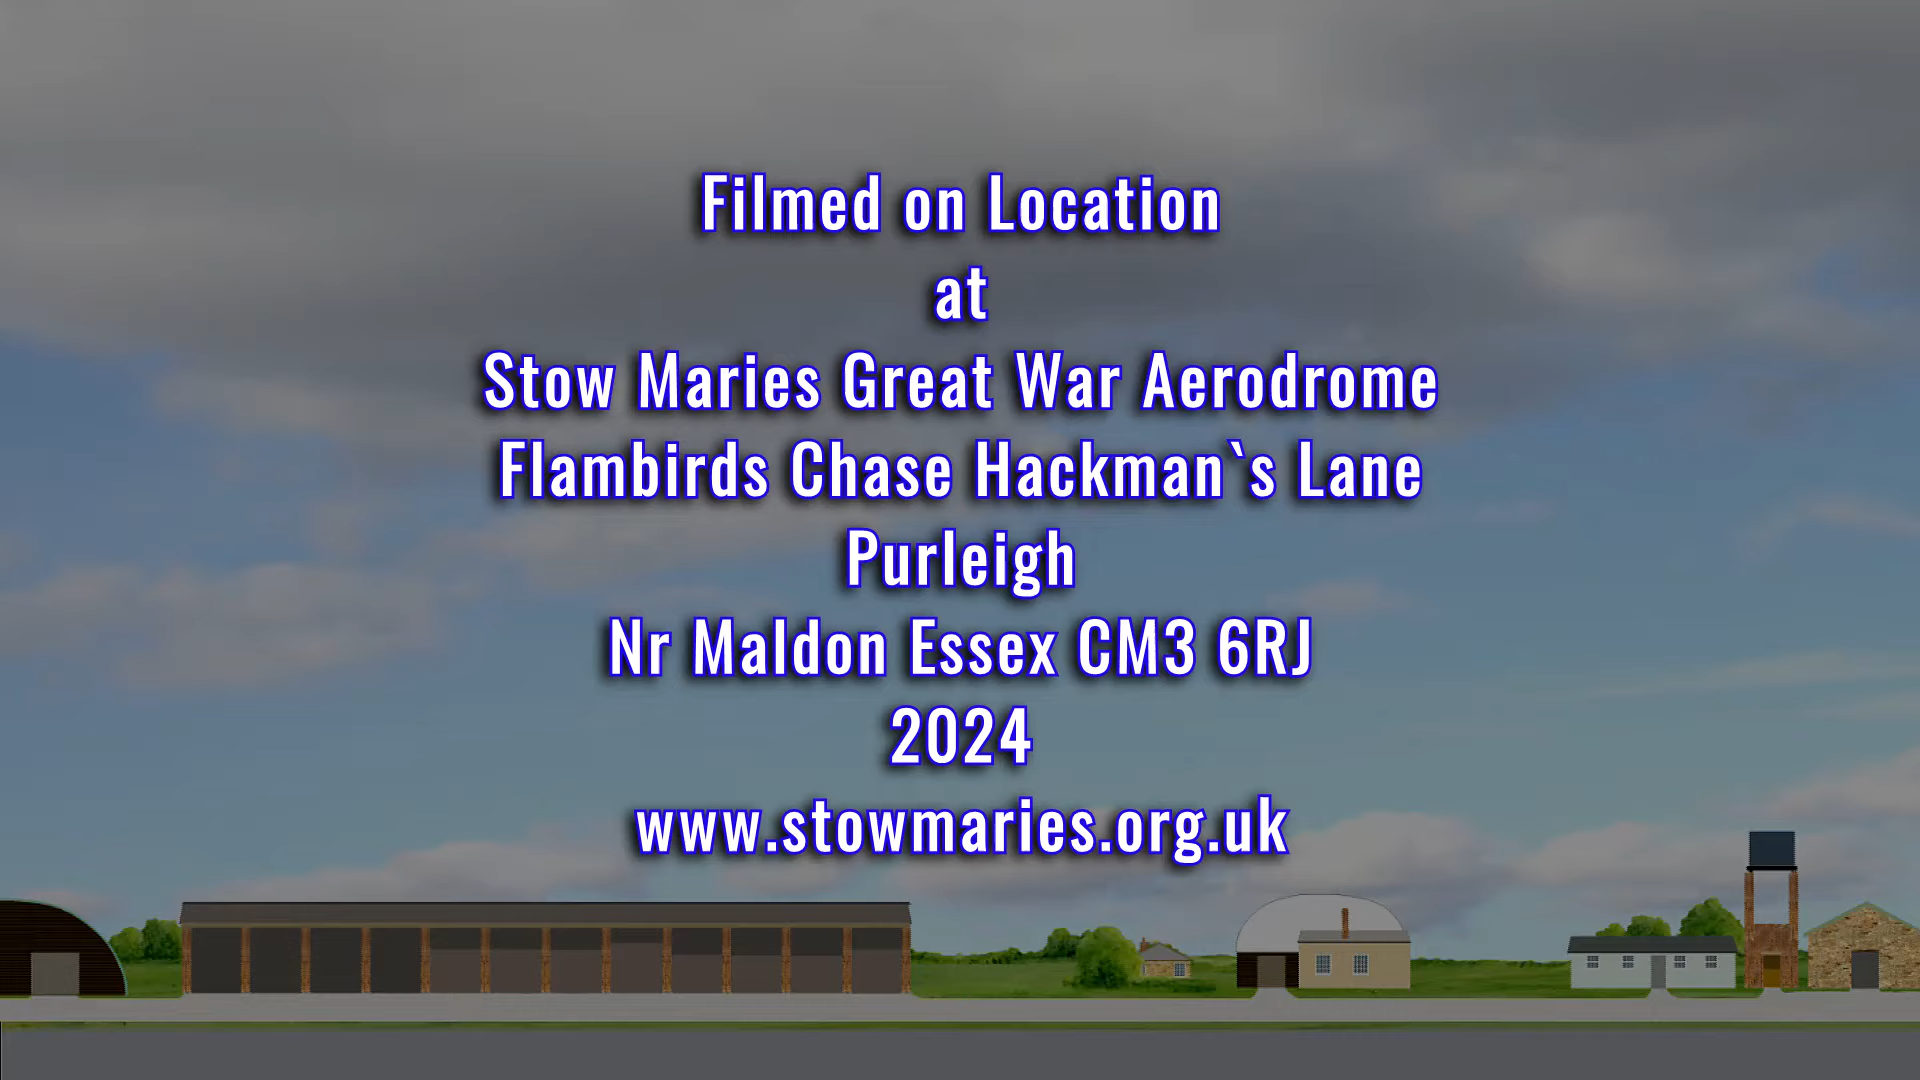 Filmed on Location
at
Stow Maries Great War Aerodrome
Flambirds Chase Hackman`s Lane
Purleigh
Nr Maldon Essex CM3 6RJ
2024
www.stowmaries.org.uk